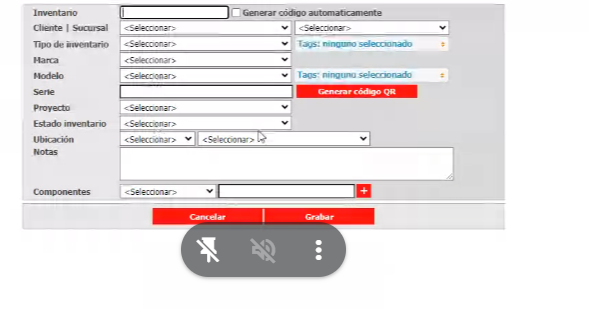 Inventario Generar código automaticamente
Cliente | Sucursal <Seleccionar> <Seleccionar>
Tipo de inventario <Seleccionar> Tags: ninguno seleccionado
Marca <Seleccionar>
Modelo <Seleccionar> Tags: ninguno seleccionado
Serie Generar código QR
Proyecto <Seleccionar>
Estado inventario <Seleccionar>
Ubicación <Seleccionar> <Seleccionar>
Notas
Componentes <Seleccionar> +
Cancelar Grabar